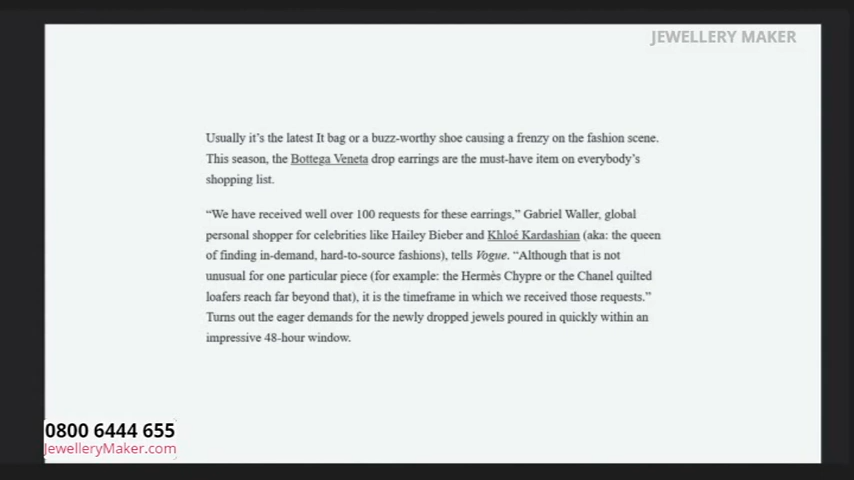 JEWELLERY MAKER
Usually it’s the latest It bag or a buzz-worthy shoe causing a frenzy on the fashion scene.
This season, the Bottega Veneta drop earrings are the must-have item on everybody’s
shopping list.
“We have received well over 100 requests for these earrings,” Gabriel Waller, global
personal shopper for celebrities like Hailey Bieber and Khloé Kardashian (aka: the queen
of finding in-demand, hard-to-source fashions), tells Vogue. “Although that is not
unusual for one particular piece (for example: the Hermès Chypre or the Chanel quilted
loafers reach far beyond that), it is the timeframe in which we received those requests.”
Turns out the eager demands for the newly dropped jewels poured in quickly within an
impressive 48-hour window.
0800 6444 655
JewelleryMaker.com